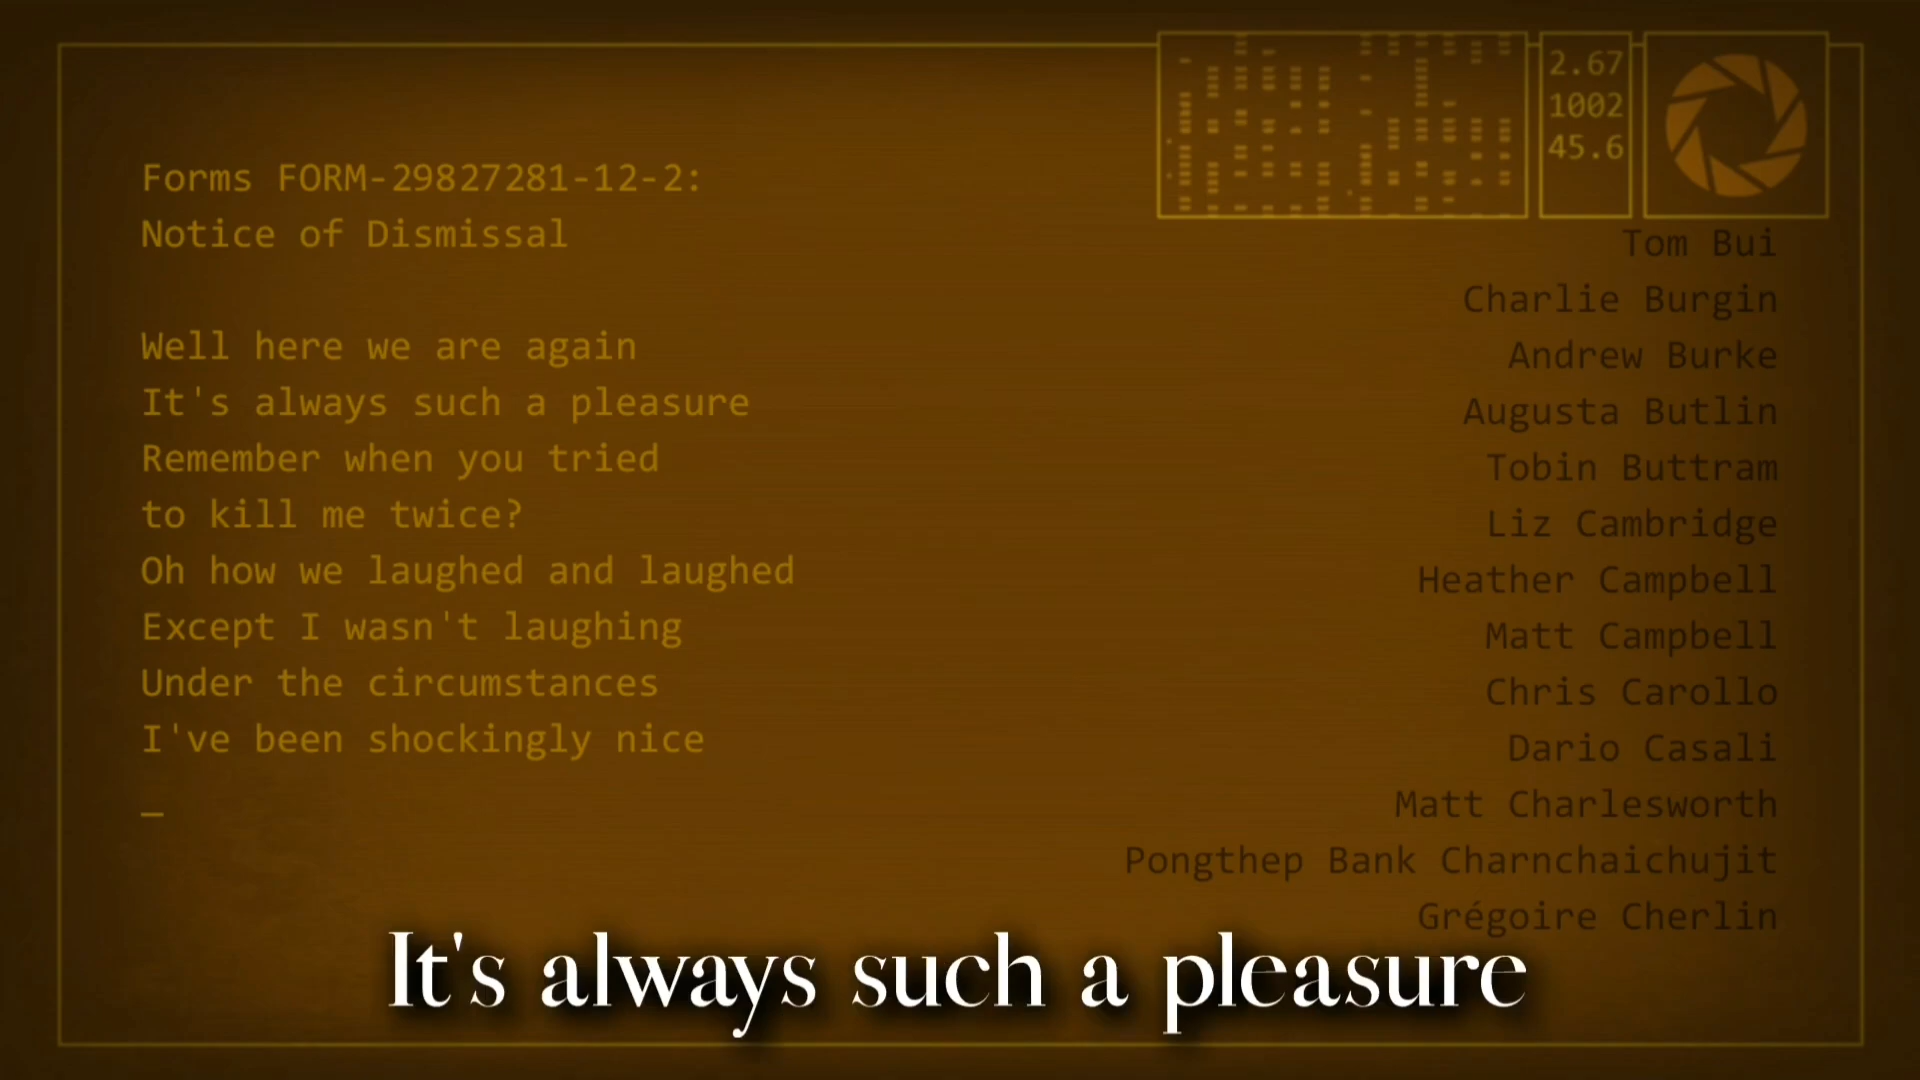 2.67
1002
45.6
Forms FORM-29827281-12-2:
Notice of Dismissal
Well here we are again
It's always such a pleasure
Remember when you tried
to kill me twice?
Oh how we laughed and laughed
Except I wasn't laughing
Under the circumstances
I've been shockingly nice
_
Tom Bui
Charlie Burgin
Andrew Burke
Augusta Butlin
Tobin Buttram
Liz Cambridge
Heather Campbell
Matt Campbell
Chris Carollo
Dario Casali
Matt Charlesworth
Pongthep Bank Charnchaichujit
Grégoire Cherlin
It's always such a pleasure